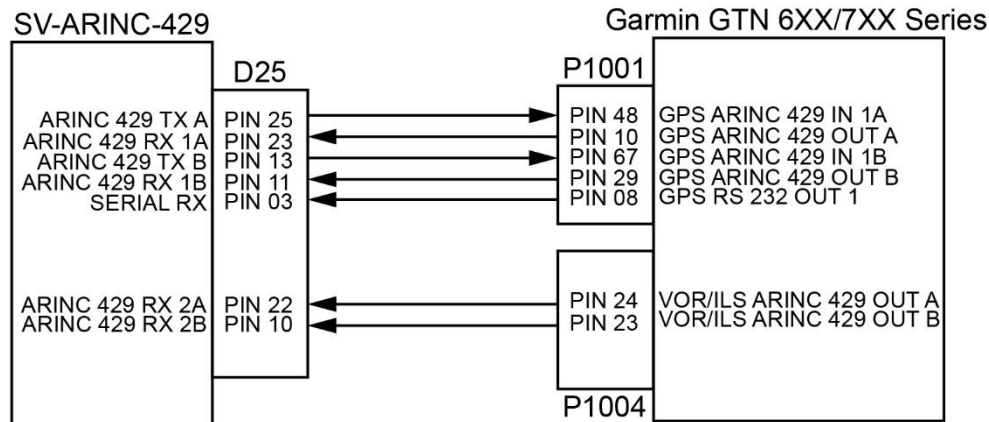 SV-ARINC-429
Garmin GTN 6XX/7XX Series
D25
P1001
ARINC 429 TX A PIN 25 PIN 48 GPS ARINC 429 IN 1A
ARINC 429 RX 1A PIN 23 PIN 10 GPS ARINC 429 OUT A
ARINC 429 TX B PIN 13 PIN 67 GPS ARINC 429 IN 1B
ARINC 429 RX 1B PIN 11 PIN 29 GPS ARINC 429 OUT B
SERIAL RX PIN 03 PIN 08 GPS RS 232 OUT 1
ARINC 429 RX 2A PIN 22 PIN 24 VOR/ILS ARINC 429 OUT A
ARINC 429 RX 2B PIN 10 PIN 23 VOR/ILS ARINC 429 OUT B
P1004